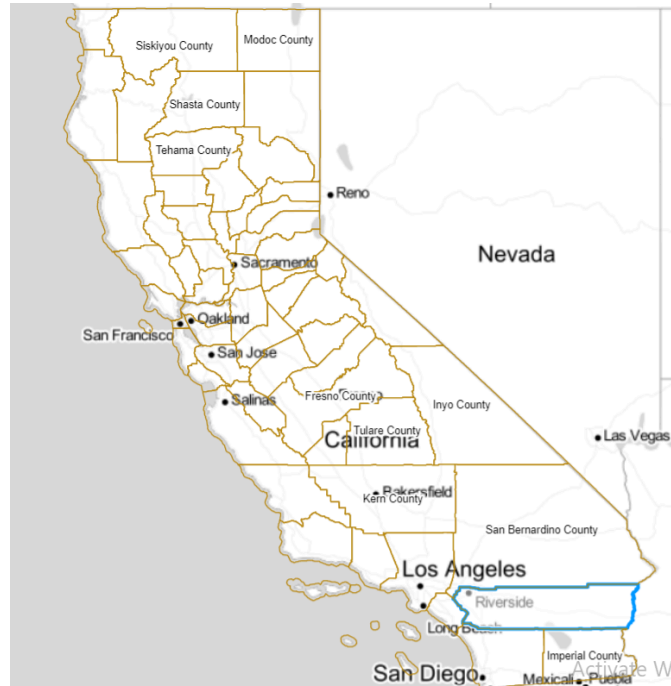 Siskiyou County
Modoc County
Shasta County
Tehama County
Reno
Nevada
Sacramento
Oakland
San Francisco
San Jose
Salinas
Fresno County
Inyo County
Tulare County
California
Las Vegas
Bakersfield
Kern County
San Bernardino County
Los Angeles
Riverside
Long Beach
Imperial County
Activate W
San Diego
Mexicali
Puebla